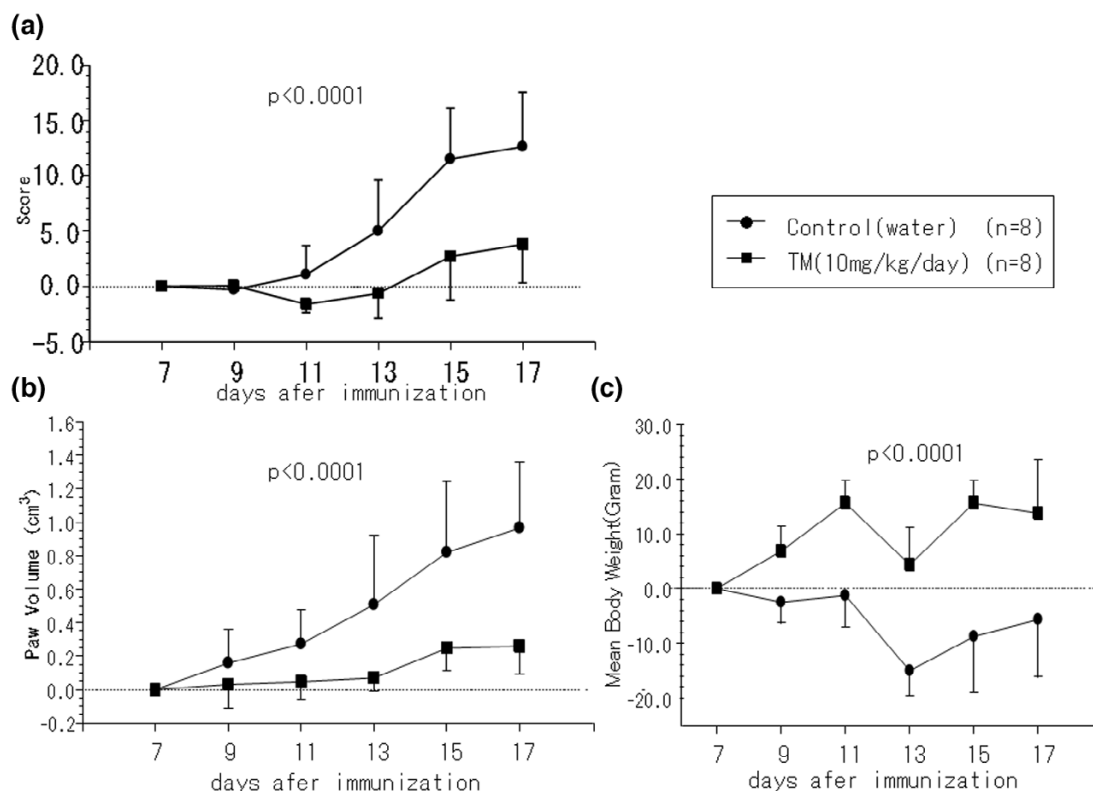 (a)
20.0
15.0
10.0
5.0
0.0
-5.0
Score
p<0.0001
7 9 11 13 15 17
days afer immunization
Control(water) (n=8)
TM(10mg/kg/day) (n=8)
(b)
1.6
1.4
1.2
1.0
0.8
0.6
0.4
0.2
0.0
-0.2
Paw Volume (cm³)
p<0.0001
7 9 11 13 15 17
days afer immunization
(c)
30.0
20.0
10.0
0.0
-10.0
-20.0
Mean Body Weight(Gram)
p<0.0001
7 9 11 13 15 17
days afer immunization